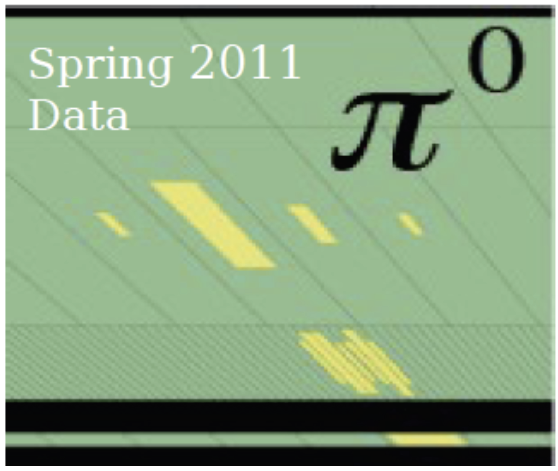 Spring 2011
Data
π⁰